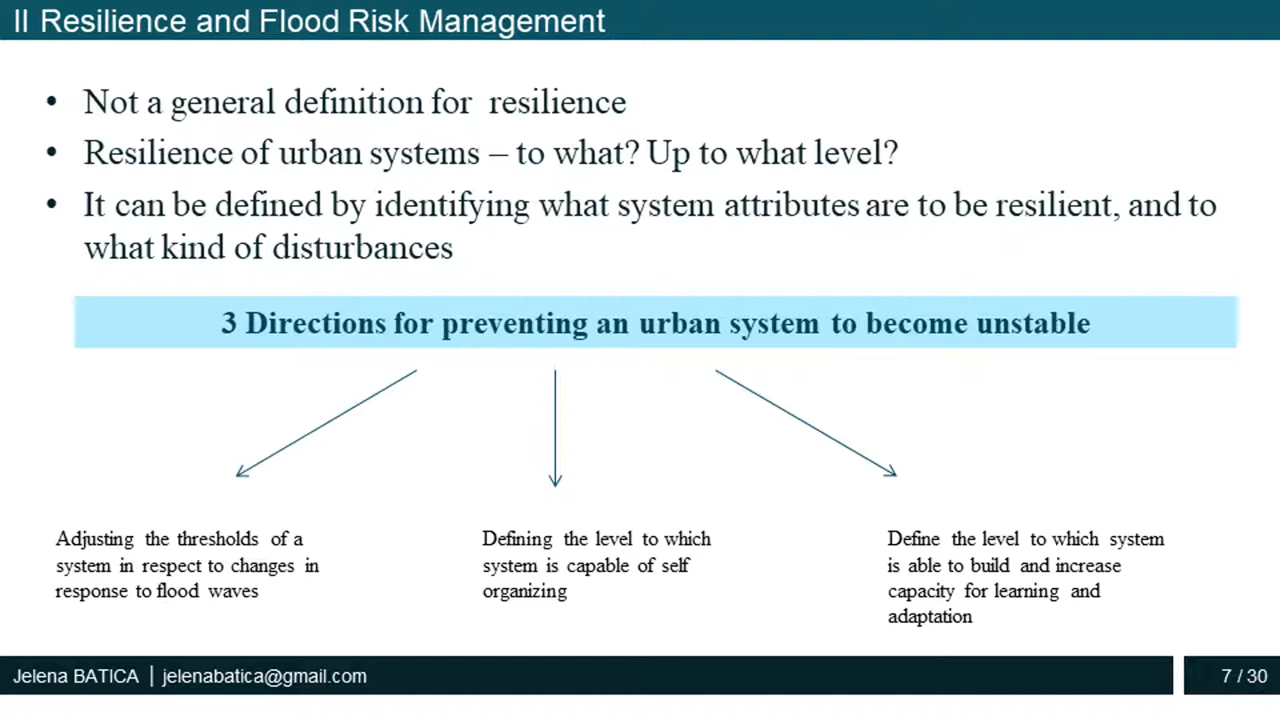 II Resilience and Flood Risk Management
• Not a general definition for resilience
• Resilience of urban systems – to what? Up to what level?
• It can be defined by identifying what system attributes are to be resilient, and to
what kind of disturbances
3 Directions for preventing an urban system to become unstable
Adjusting the thresholds of a
system in respect to changes in
response to flood waves
Defining the level to which
system is capable of self
organizing
Define the level to which system
is able to build and increase
capacity for learning and
adaptation
Jelena BATICA | jelenabatica@gmail.com
7 / 30